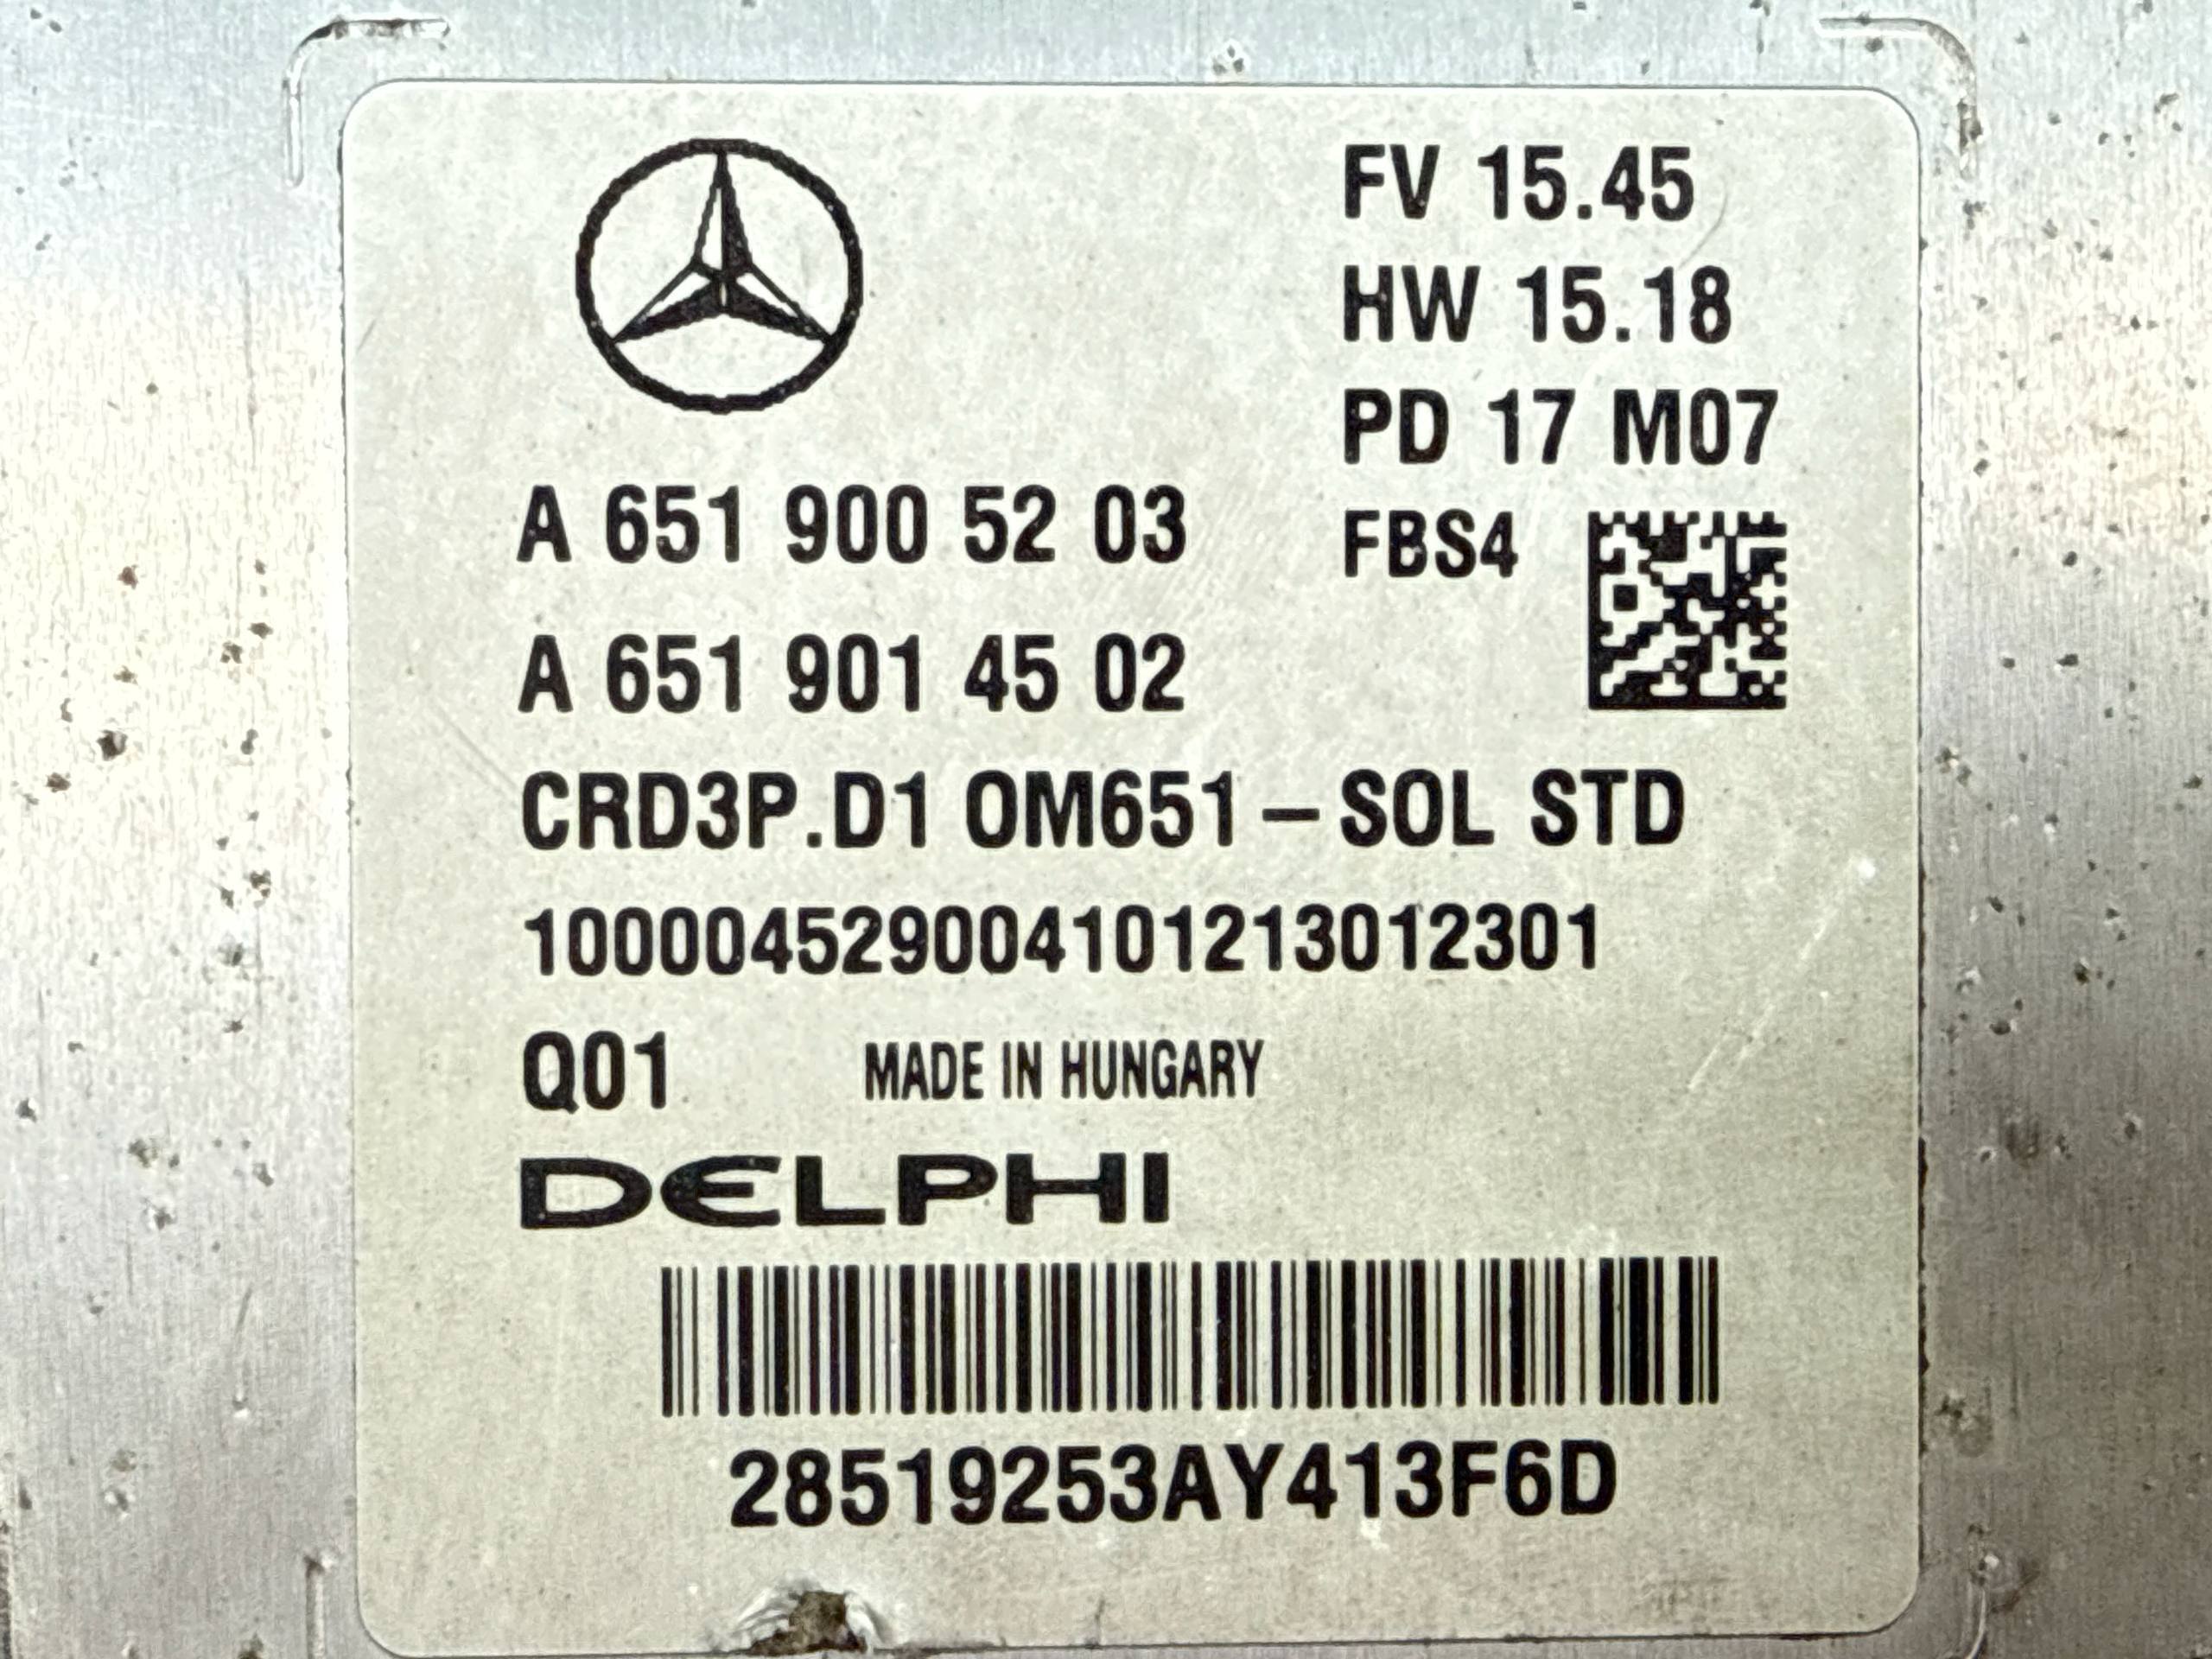 FV 15.45
HW 15.18
PD 17 M07
A 651 900 52 03
FBS4
A 651 901 45 02
CRD3P.D1 OM651 – SOL STD
100004529004101213012301
Q01 MADE IN HUNGARY
DELPHI
28519253AY413F6D